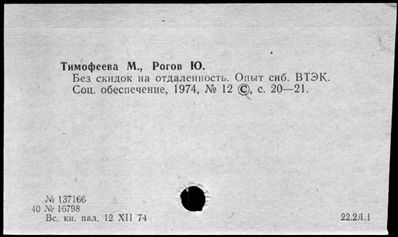 Тимофеева М., Рогов Ю.
Без скидок на отдаленность. Опыт сиб. ВТЭК.
Соц. обеспечение, 1974, № 12 ©, с. 20—21.
№ 137166
40 № 16798
Вс. кн. пал. 12 XII 74
22.2Л.1